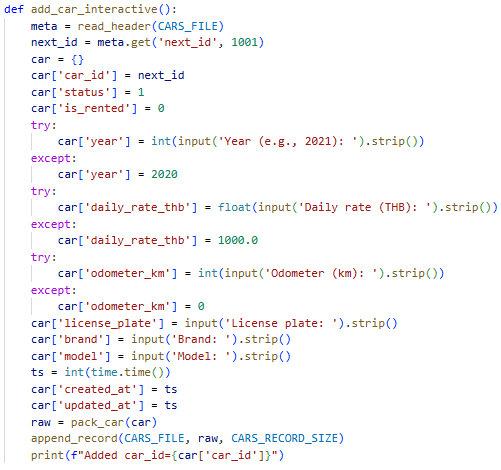 def add_car_interactive():
    meta = read_header(CARS_FILE)
    next_id = meta.get('next_id', 1001)
    car = {}
    car['car_id'] = next_id
    car['status'] = 1
    car['is_rented'] = 0
    try:
        car['year'] = int(input('Year (e.g., 2021): ').strip())
    except:
        car['year'] = 2020
    try:
        car['daily_rate_thb'] = float(input('Daily rate (THB): ').strip())
    except:
        car['daily_rate_thb'] = 1000.0
    try:
        car['odometer_km'] = int(input('Odometer (km): ').strip())
    except:
        car['odometer_km'] = 0
    car['license_plate'] = input('License plate: ').strip()
    car['brand'] = input('Brand: ').strip()
    car['model'] = input('Model: ').strip()
    ts = int(time.time())
    car['created_at'] = ts
    car['updated_at'] = ts
    raw = pack_car(car)
    append_record(CARS_FILE, raw, CARS_RECORD_SIZE)
    print(f"Added car_id={car['car_id']}")